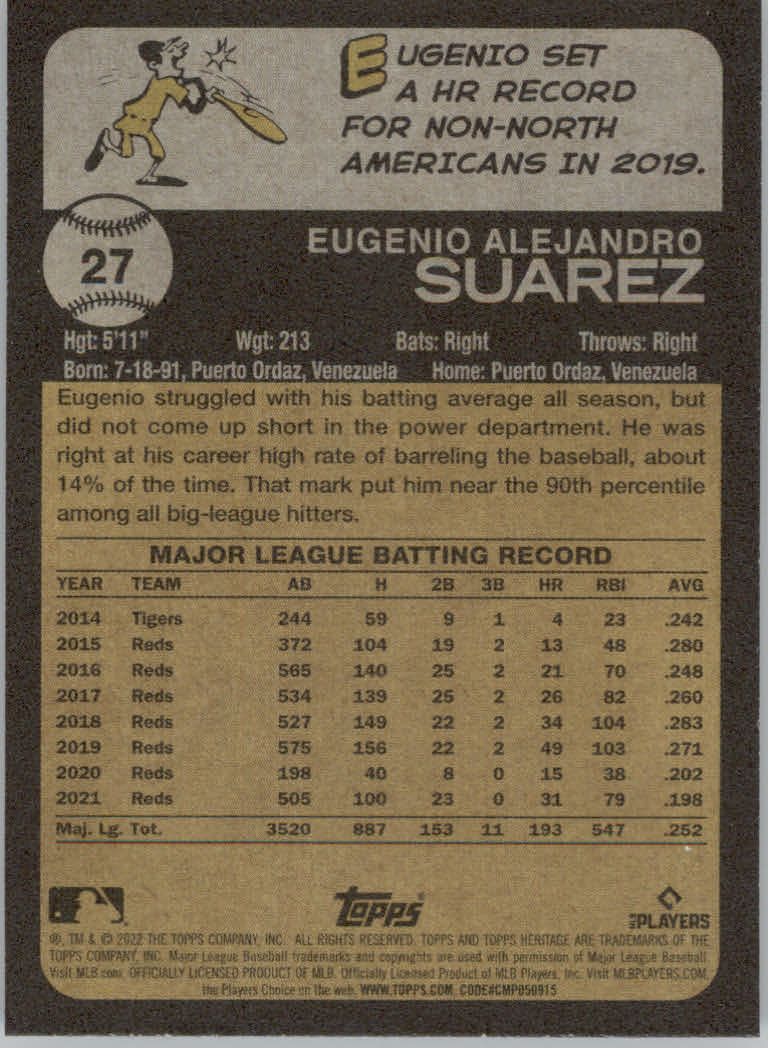 EUGENIO SET
A HR RECORD
FOR NON-NORTH
AMERICANS IN 2019.
27
EUGENIO ALEJANDRO
SUAREZ
Hgt: 5'11" Wgt: 213 Bats: Right Throws: Right
Born: 7-18-91, Puerto Ordaz, Venezuela Home: Puerto Ordaz, Venezuela
Eugenio struggled with his batting average all season, but
did not come up short in the power department. He was
right at his career high rate of barreling the baseball, about
14% of the time. That mark put him near the 90th percentile
among all big-league hitters.
MAJOR LEAGUE BATTING RECORD
YEAR TEAM AB H 2B 3B HR RBI AVG
2014 Tigers 244 59 9 1 4 23 .242
2015 Reds 372 104 19 2 13 48 .280
2016 Reds 565 140 25 2 21 70 .248
2017 Reds 534 139 25 2 26 82 .260
2018 Reds 527 149 22 2 34 104 .283
2019 Reds 575 156 22 2 49 103 .271
2020 Reds 198 40 8 0 15 38 .202
2021 Reds 505 100 23 0 31 79 .198
Maj. Lg. Tot. 3520 887 153 11 193 547 .252
Topps
MLB PLAYERS
®, TM & © 2022 THE TOPPS COMPANY, INC. ALL RIGHTS RESERVED. TOPPS AND TOPPS HERITAGE ARE TRADEMARKS OF THE
TOPPS COMPANY, INC. Major League Baseball trademarks and copyrights are used with permission of Major League Baseball.
Visit MLB.com. OFFICIALLY LICENSED PRODUCT OF MLB. Officially Licensed Product of MLB Players, Inc. Visit MLBPLAYERS.COM,
the Players Choice on the web. WWW.TOPPS.COM CODE#CMP050915